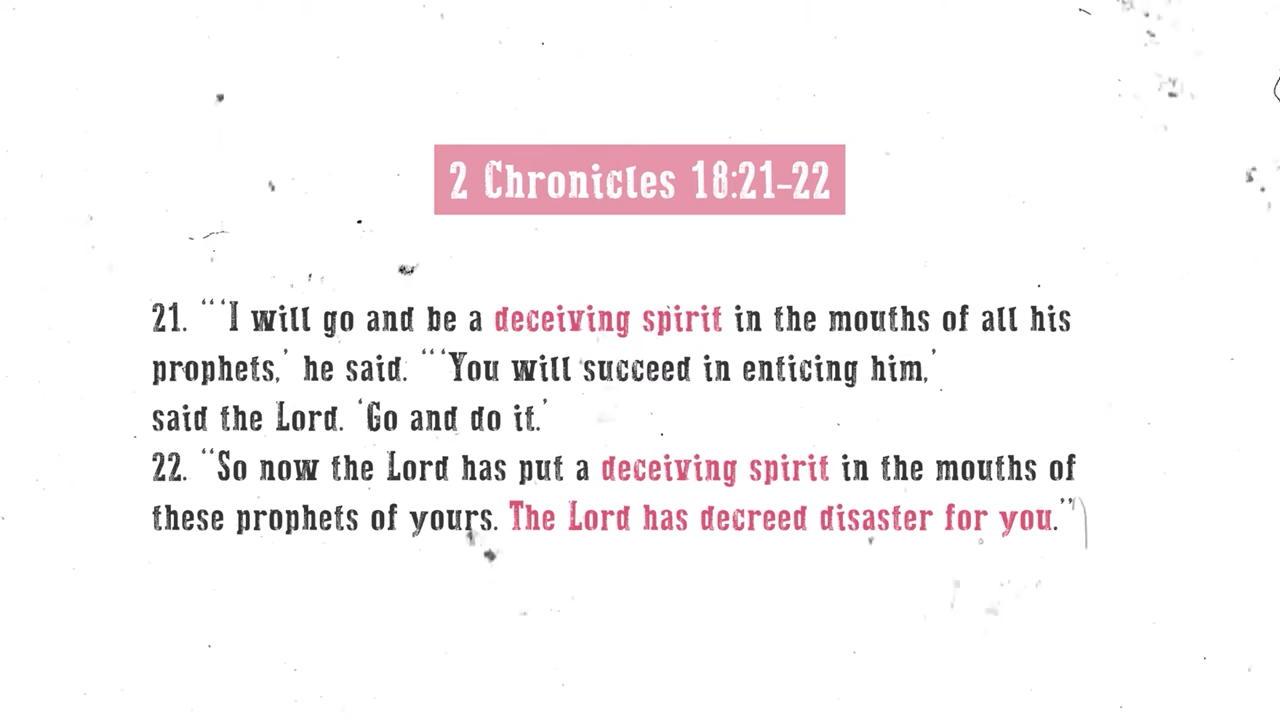 2 Chronicles 18:21-22
21. “‘“I will go and be a deceiving spirit in the mouths of all his
prophets,’ he said. “‘“You will succeed in enticing him,’
said the Lord. ‘Go and do it.’
22. “So now the Lord has put a deceiving spirit in the mouths of
these prophets of yours. The Lord has decreed disaster for you.”